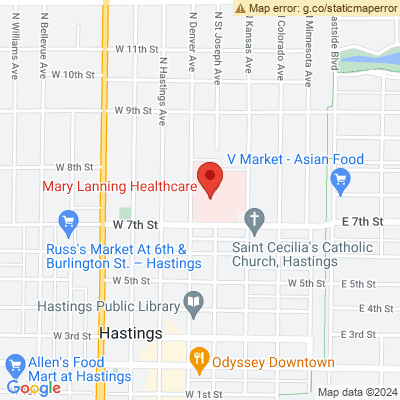 Map error: g.co/staticmaperror
N Williams Ave
N Bellevue Ave
N Hastings Ave
N Denver Ave
N St Joseph Ave
N Kansas Ave
N Colorado Ave
N Minnesota Ave
Eastside Blvd
W 11th St
W 10th St
W 9th St
W 8th St
V Market - Asian Food
Mary Lanning Healthcare
W 7th St
E 7th St
Russ's Market At 6th &
Burlington St. – Hastings
Saint Cecilia's Catholic
Church, Hastings
W 5th St
E 5th St
Hastings Public Library
E 4th St
W 3rd St
Hastings
E 3rd St
Allen's Food
Mart at Hastings
Odyssey Downtown
W 1st St
Google
Map data ©2024